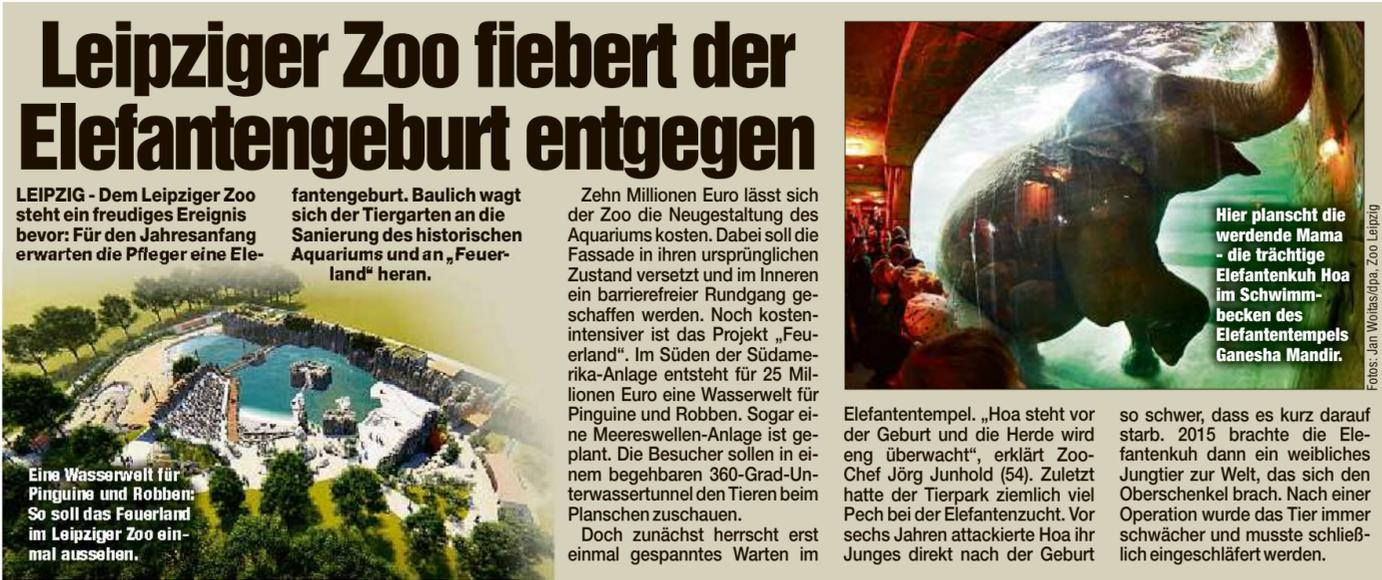 Leipziger Zoo fiebert der
Elefantengeburt entgegen
LEIPZIG - Dem Leipziger Zoo
steht ein freudiges Ereignis
bevor: Für den Jahresanfang
erwarten die Pfleger eine Ele-
fantengeburt. Baulich wagt
sich der Tiergarten an die
Sanierung des historischen
Aquariums und an „Feuer-
land“ heran.
Eine Wasserwelt für
Pinguine und Robben:
So soll das Feuerland
im Leipziger Zoo ein-
mal aussehen.
Zehn Millionen Euro lässt sich
der Zoo die Neugestaltung des
Aquariums kosten. Dabei soll die
Fassade in ihren ursprünglichen
Zustand versetzt und im Inneren
ein barrierefreier Rundgang ge-
schaffen werden. Noch kosten-
intensiver ist das Projekt „Feu-
erland“. Im Süden der Südame-
rika-Anlage entsteht für 25 Mil-
lionen Euro eine Wasserwelt für
Pinguine und Robben. Sogar ei-
ne Meereswellen-Anlage ist ge-
plant. Die Besucher sollen in ei-
nem begehbaren 360-Grad-Un-
terwassertunnel den Tieren beim
Planschen zuschauen.
Doch zunächst herrscht erst
einmal gespanntes Warten im
Elefantentempel. „Hoa steht vor
der Geburt und die Herde wird
eng überwacht“, erklärt Zoo-
Chef Jörg Junhold (54). Zuletzt
hatte der Tierpark ziemlich viel
Pech bei der Elefantenzucht. Vor
sechs Jahren attackierte Hoa ihr
Junges direkt nach der Geburt
so schwer, dass es kurz darauf
starb. 2015 brachte die Ele-
fantenkuh dann ein weibliches
Jungtier zur Welt, das sich den
Oberschenkel brach. Nach einer
Operation wurde das Tier immer
schwächer und musste schließ-
lich eingeschläfert werden.
Hier planscht die
werdende Mama
- die trächtige
Elefantenkuh Hoa
im Schwimm-
becken des
Elefantentempels
Ganesha Mandir.
Fotos: Jan Woitas/dpa, Zoo Leipzig